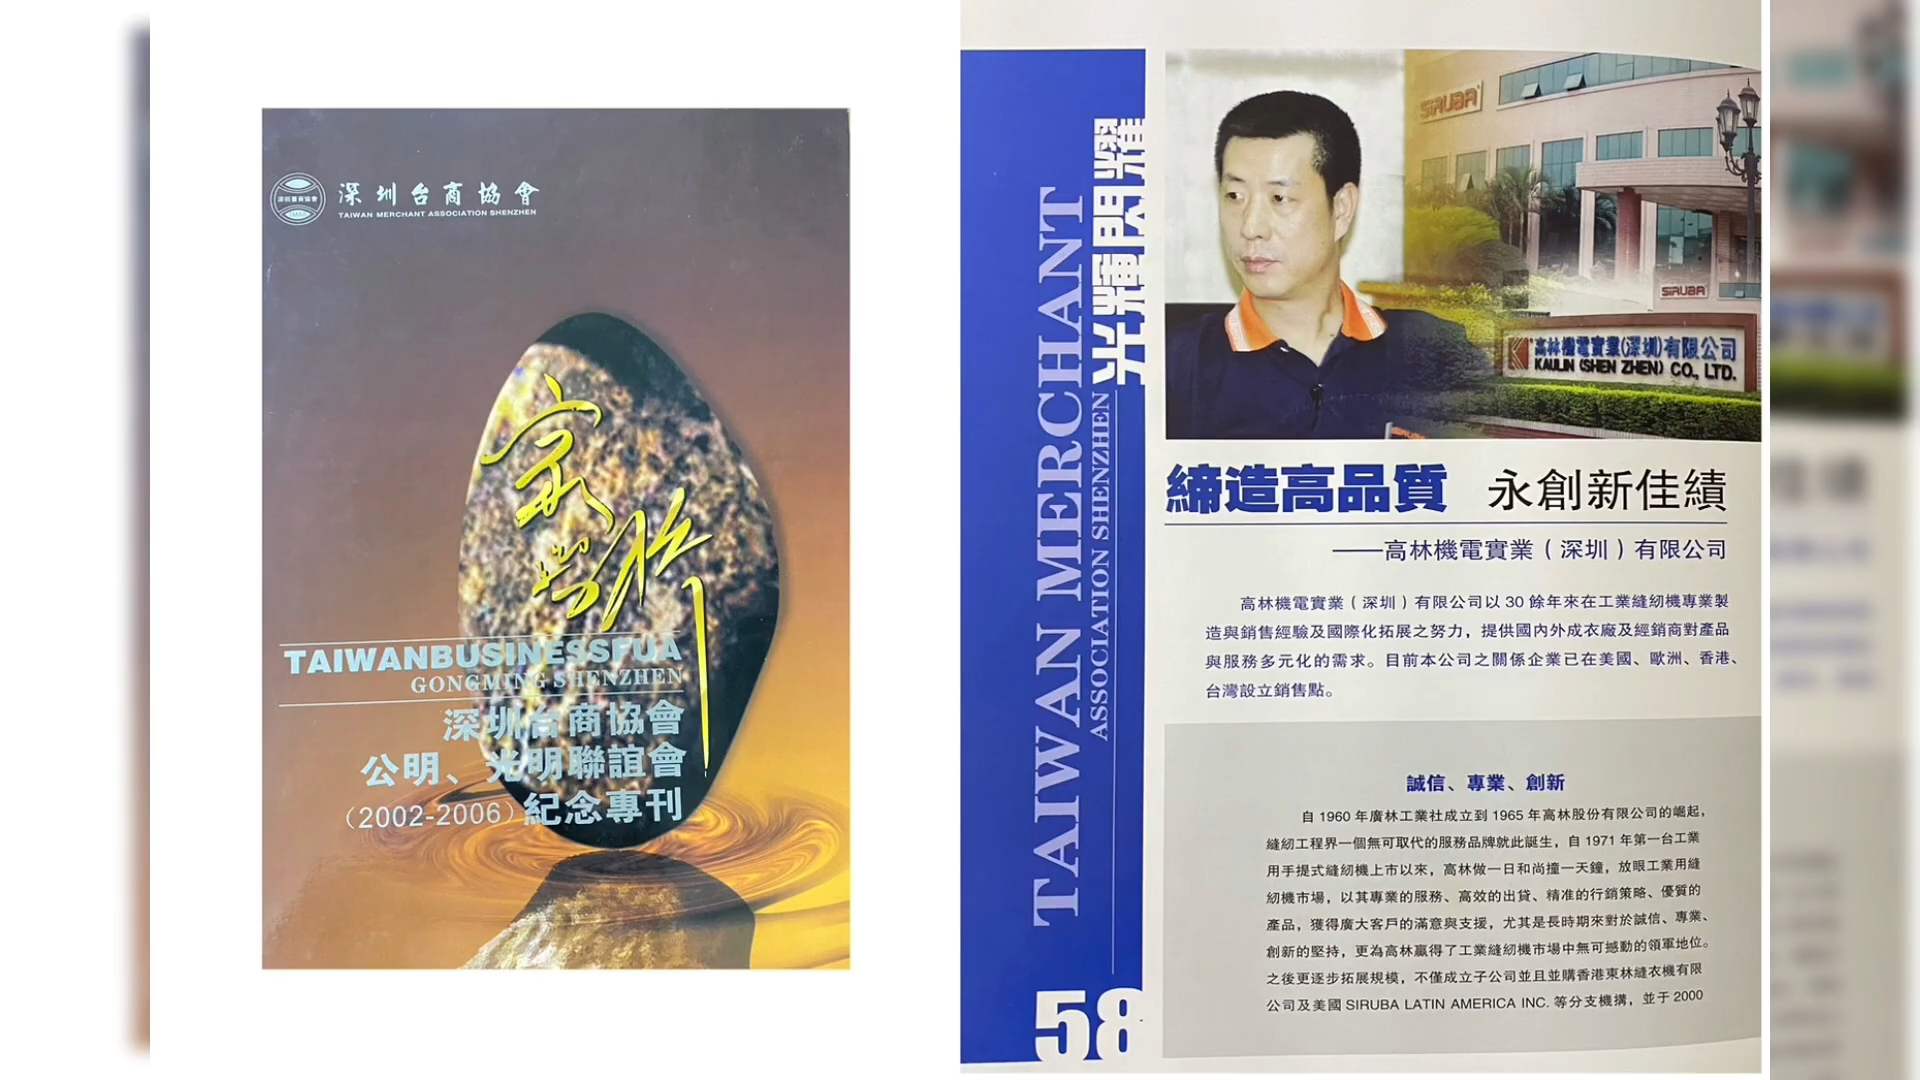 深圳台商協會
TAIWAN MERCHANT ASSOCIATION SHENZHEN
TAIWANBUSINESSFUA
GONGMING SHENZHEN
深圳台商協會
公明、光明聯誼會
（2002-2006）紀念專刊
TAIWAN MERCHANT
ASSOCIATION SHENZHEN
光輝閃耀
58
SIRUBA
SIRUBA
高林機電實業(深圳)有限公司
KAULIN (SHEN ZHEN) CO., LTD.
締造高品質 永創新佳績
——高林機電實業（深圳）有限公司
高林機電實業（深圳）有限公司以 30 餘年來在工業縫紉機專業製
造與銷售經驗及國際化拓展之努力，提供國內外成衣廠及經銷商對產品
與服務多元化的需求。目前本公司之關係企業已在美國、歐洲、香港、
台灣設立銷售點。
誠信、專業、創新
自 1960 年廣林工業社成立到 1965 年高林股份有限公司的崛起，
縫紉工程界一個無可取代的服務品牌就此誕生，自 1971 年第一台工業
用手提式縫紉機上市以來，高林做一日和尚撞一天鐘，放眼工業用縫
紉機市場，以其專業的服務、高效的出貸、精准的行銷策略、優質的
產品，獲得廣大客戶的滿意與支援，尤其是長時期來對於誠信、專業、
創新的堅持，更為高林贏得了工業縫紉機市場中無可撼動的領軍地位。
之後更逐步拓展規模，不僅成立子公司並且並購香港東林縫衣機有限
公司及美國 SIRUBA LATIN AMERICA INC. 等分支機搆，並于 2000